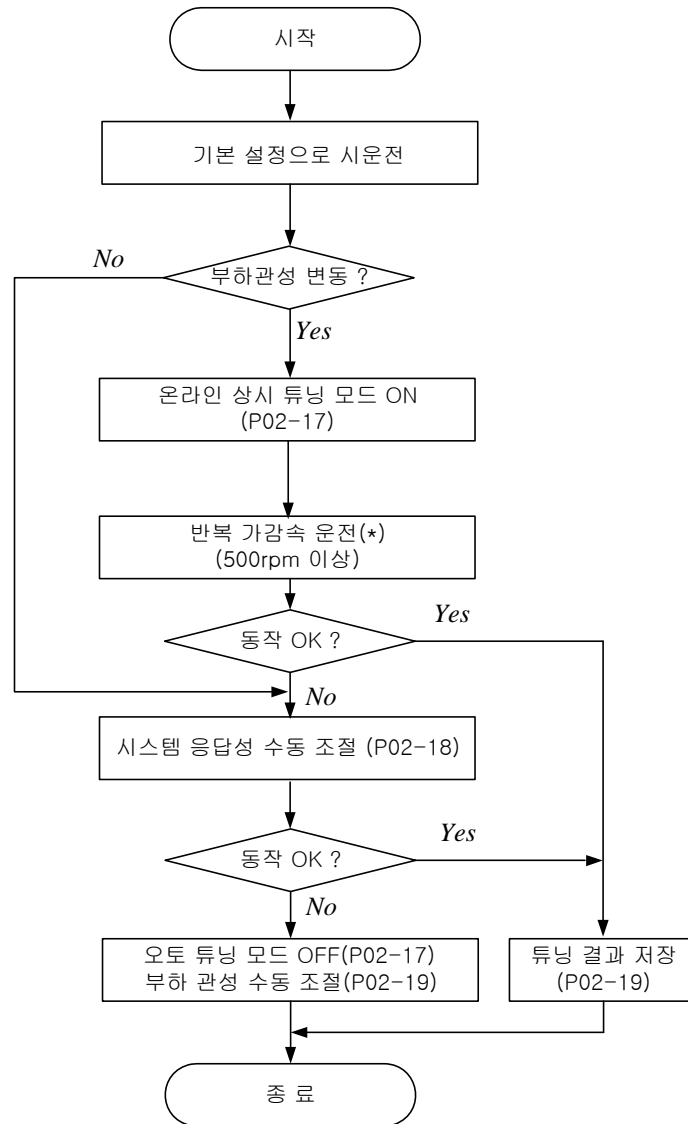 시작
기본 설정으로 시운전
No
부하관성 변동 ?
Yes
온라인 상시 튜닝 모드 ON
(P02-17)
반복 가감속 운전(*)
(500rpm 이상)
동작 OK ?
Yes
No
시스템 응답성 수동 조절 (P02-18)
동작 OK ?
Yes
No
오토 튜닝 모드 OFF(P02-17)
부하 관성 수동 조절(P02-19)
튜닝 결과 저장
(P02-19)
종 료